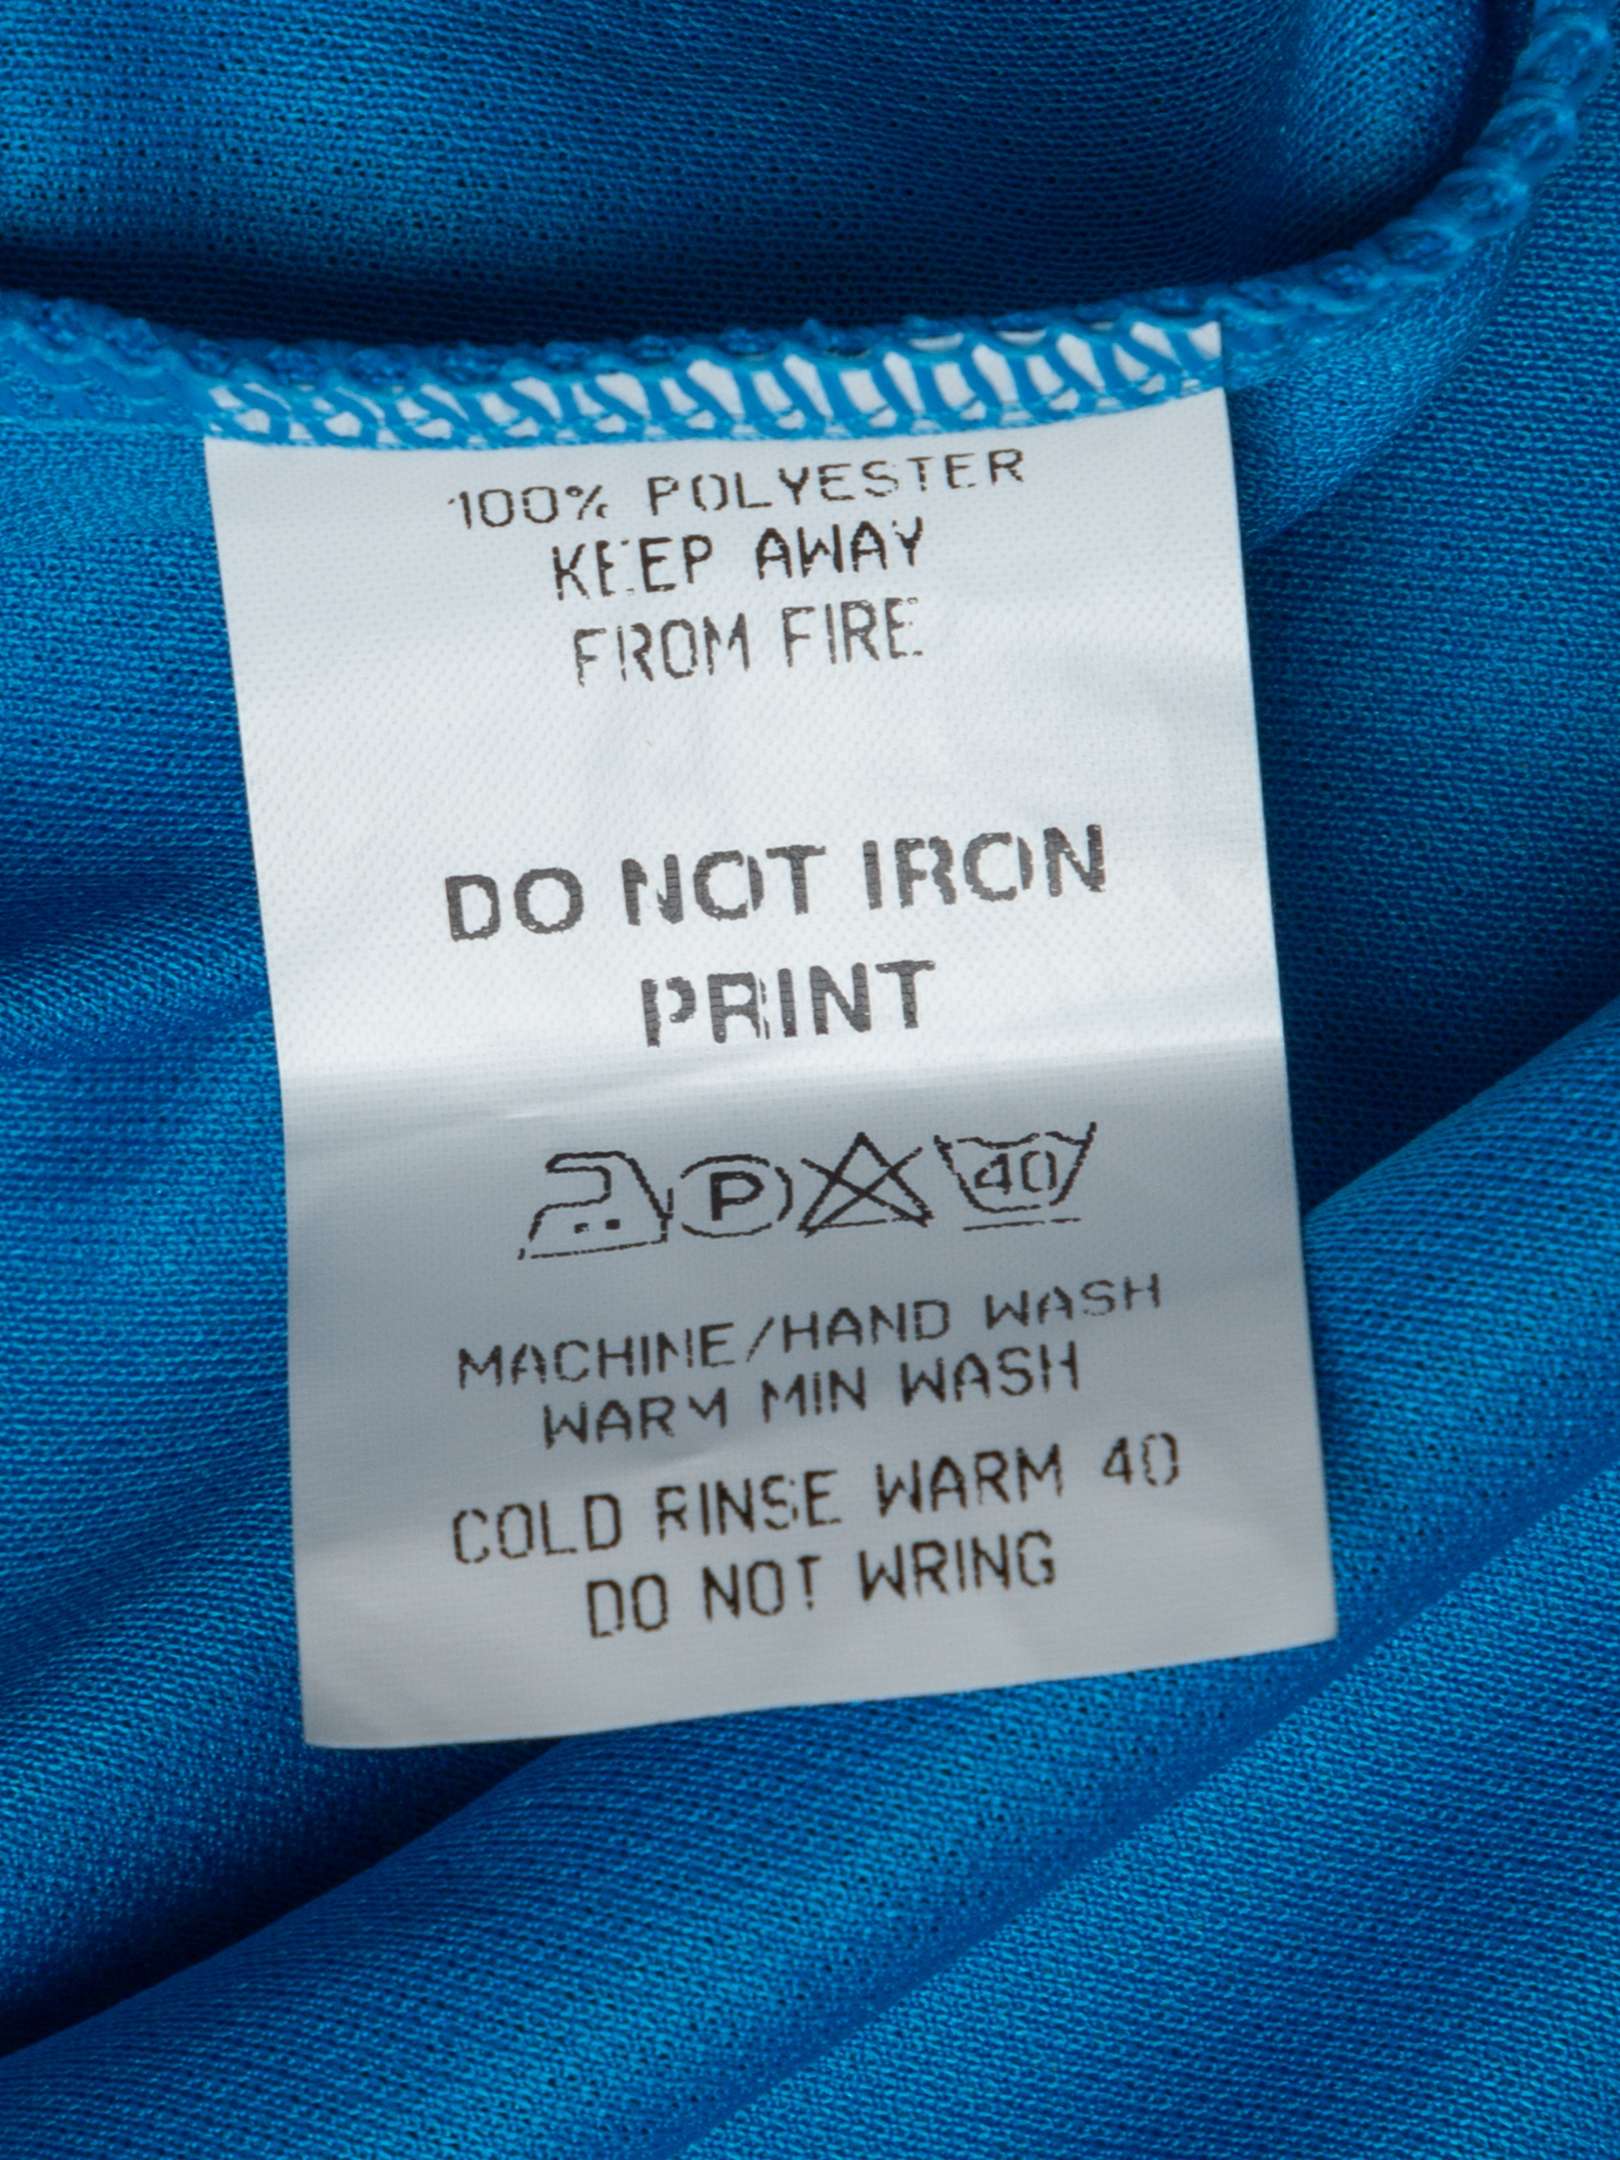 100% POLYESTER
KEEP AWAY
FROM FIRE
DO NOT IRON
PRINT
P 40
MACHINE/HAND WASH
WARM MIN WASH
COLD RINSE WARM 40
DO NOT WRING